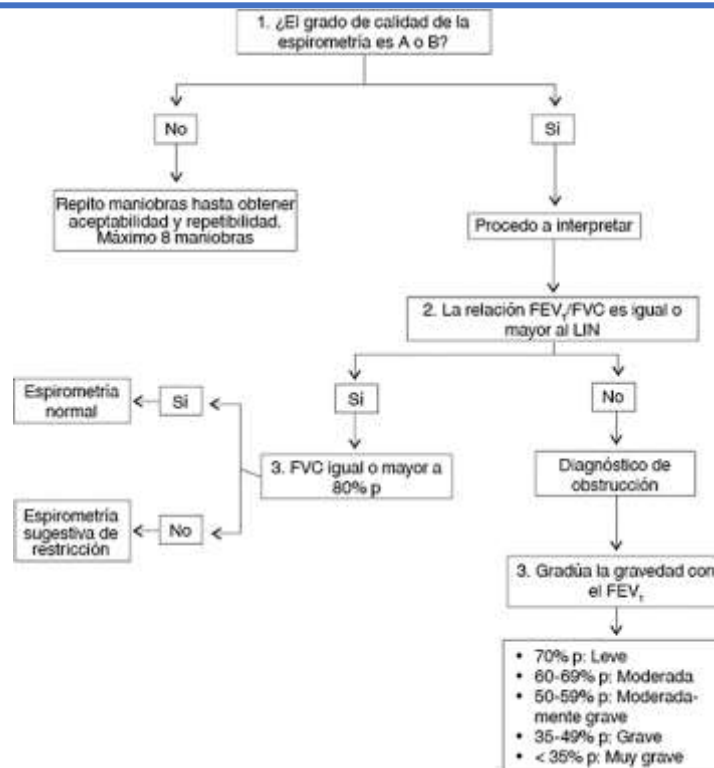 1. ¿El grado de calidad de la
espirometría es A o B?
No
Sí
Repito maniobras hasta obtener
aceptabilidad y repetibilidad.
Máximo 8 maniobras
Procedo a interpretar
2. La relación FEV₁/FVC es igual o
mayor al LIN
Sí
No
Espirometría
normal
Sí
3. FVC igual o mayor a
80% p
Diagnóstico de
obstrucción
Espirometría
sugestiva de
restricción
No
3. Gradúa la gravedad con
el FEV₁
• 70% p: Leve
• 60-69% p: Moderada
• 50-59% p: Moderada-
mente grave
• 35-49% p: Grave
• < 35% p: Muy grave